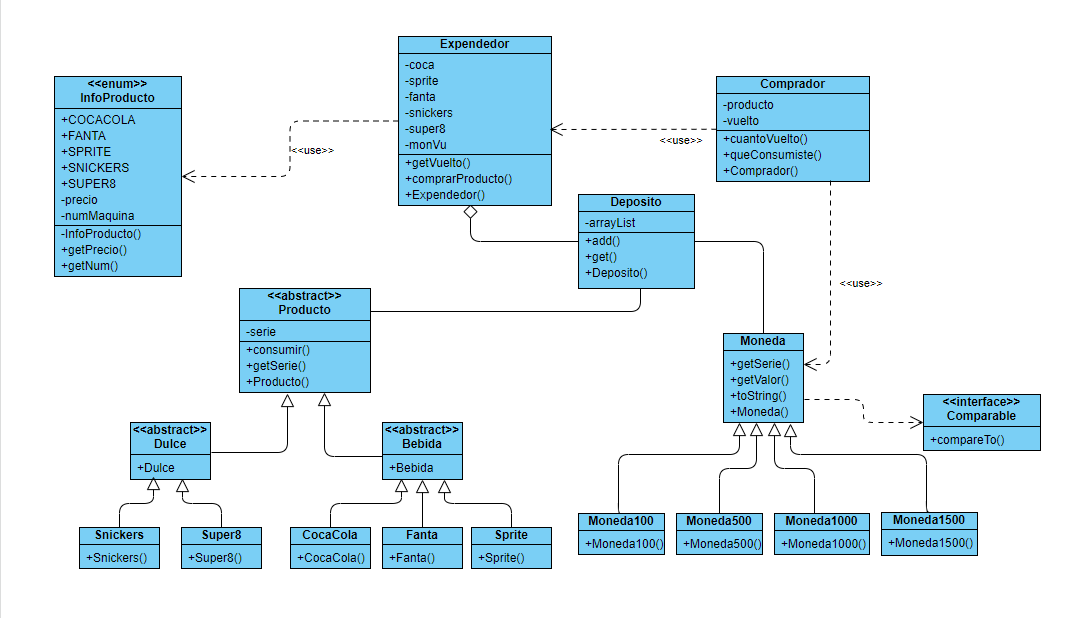 <<enum>>
InfoProducto
+COCACOLA
+FANTA
+SPRITE
+SNICKERS
+SUPER8
-precio
-numMaquina
-InfoProducto()
+getPrecio()
+getNum()
<<use>>
Expendedor
-coca
-sprite
-fanta
-snickers
-super8
-monVu
+getVuelto()
+comprarProducto()
+Expendedor()
<<use>>
Comprador
-producto
-vuelto
+cuantoVuelto()
+queConsumiste()
+Comprador()
<<use>>
Deposito
-arrayList
+add()
+get()
+Deposito()
<<abstract>>
Producto
-serie
+consumir()
+getSerie()
+Producto()
Moneda
+getSerie()
+getValor()
+toString()
+Moneda()
<<interface>>
Comparable
+compareTo()
<<abstract>>
Dulce
+Dulce
<<abstract>>
Bebida
+Bebida
Snickers
+Snickers()
Super8
+Super8()
CocaCola
+CocaCola()
Fanta
+Fanta()
Sprite
+Sprite()
Moneda100
+Moneda100()
Moneda500
+Moneda500()
Moneda1000
+Moneda1000()
Moneda1500
+Moneda1500()